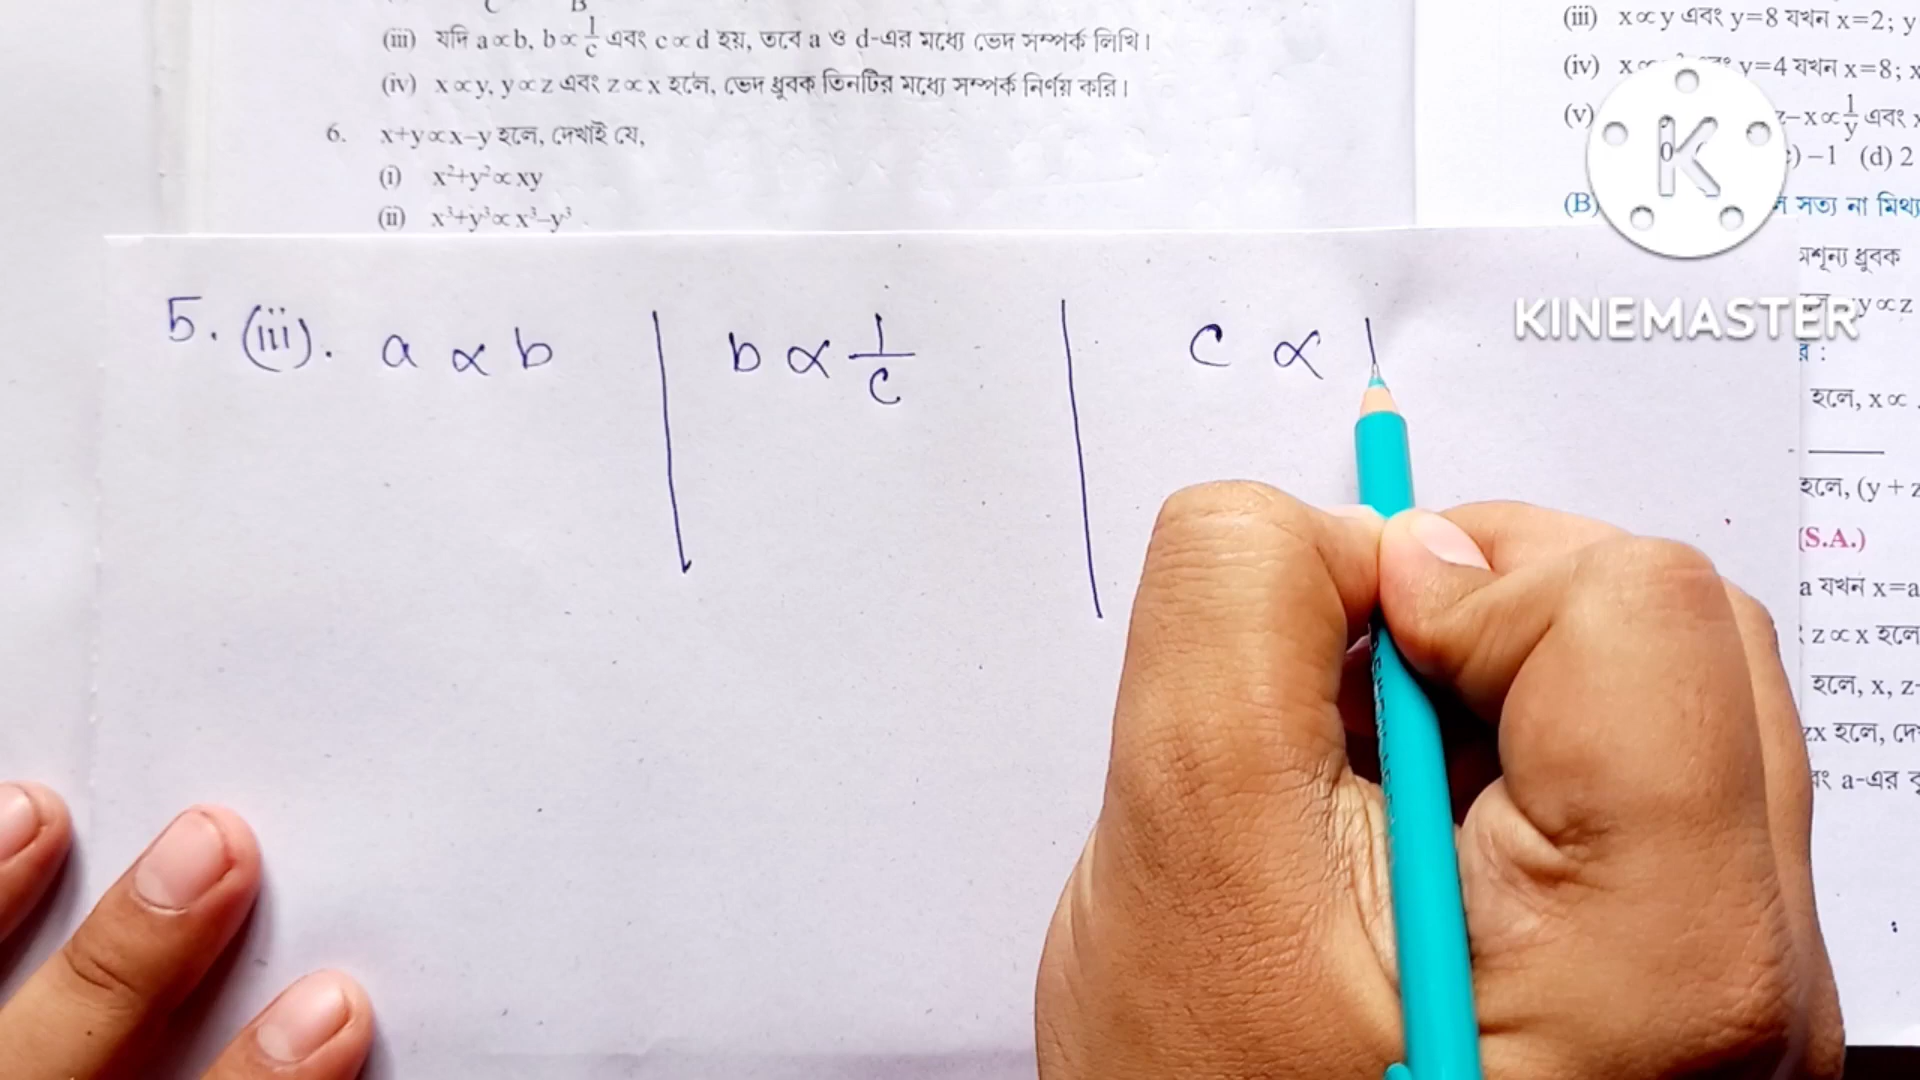 (iii) যদি a∝b, b∝1/c এবং c∝d হয়, তবে a ও d-এর মধ্যে ভেদ সম্পর্ক লিখি।
(iv) x∝y, y∝z এবং z∝x হলে, ভেদ ধ্রুবক তিনটির মধ্যে সম্পর্ক নির্ণয় করি।
6. x+y∝x–y হলে, দেখাই যে,
(i) x²+y²∝xy
(ii) x³+y³∝x³–y³
(iii) x∝y এবং y=8 যখন x=2; y
(iv) y=4 যখন x=8; x
(v) z–x∝1/y এবং
–1 (d) 2
(B) সত্য না মিথ্যা
ধ্রুবক
y∝z
হলে, x∝
হলে, (y + z
(S.A.)
a যখন x=a
z∝x হলে
হলে, x, z
zx হলে,
a-এর
5. (iii). a ∝ b | b ∝ 1/c | c ∝
KINEMASTER